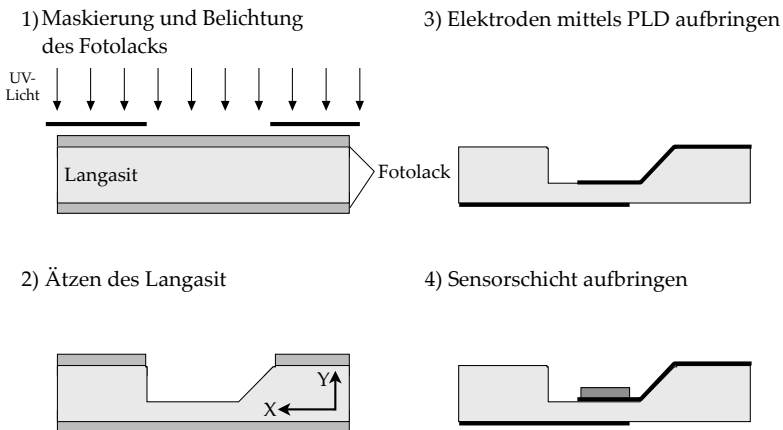 1) Maskierung und Belichtung
des Fotolacks
UV-
Licht
Langasit
Fotolack
2) Ätzen des Langasit
Y
X
3) Elektroden mittels PLD aufbringen
4) Sensorschicht aufbringen